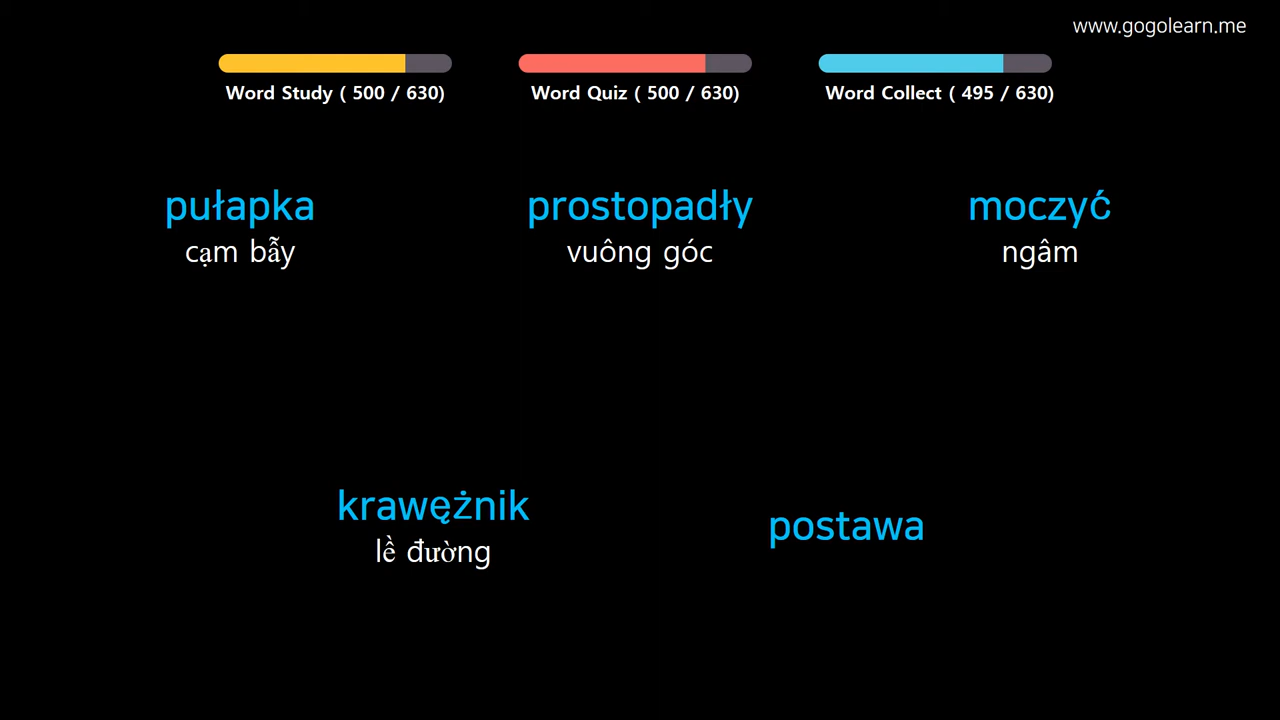 www.gogolearn.me
Word Study ( 500 / 630)
Word Quiz ( 500 / 630)
Word Collect ( 495 / 630)
pułapka
cạm bẫy
prostopadły
vuông góc
moczyć
ngâm
krawężnik
lề đường
postawa